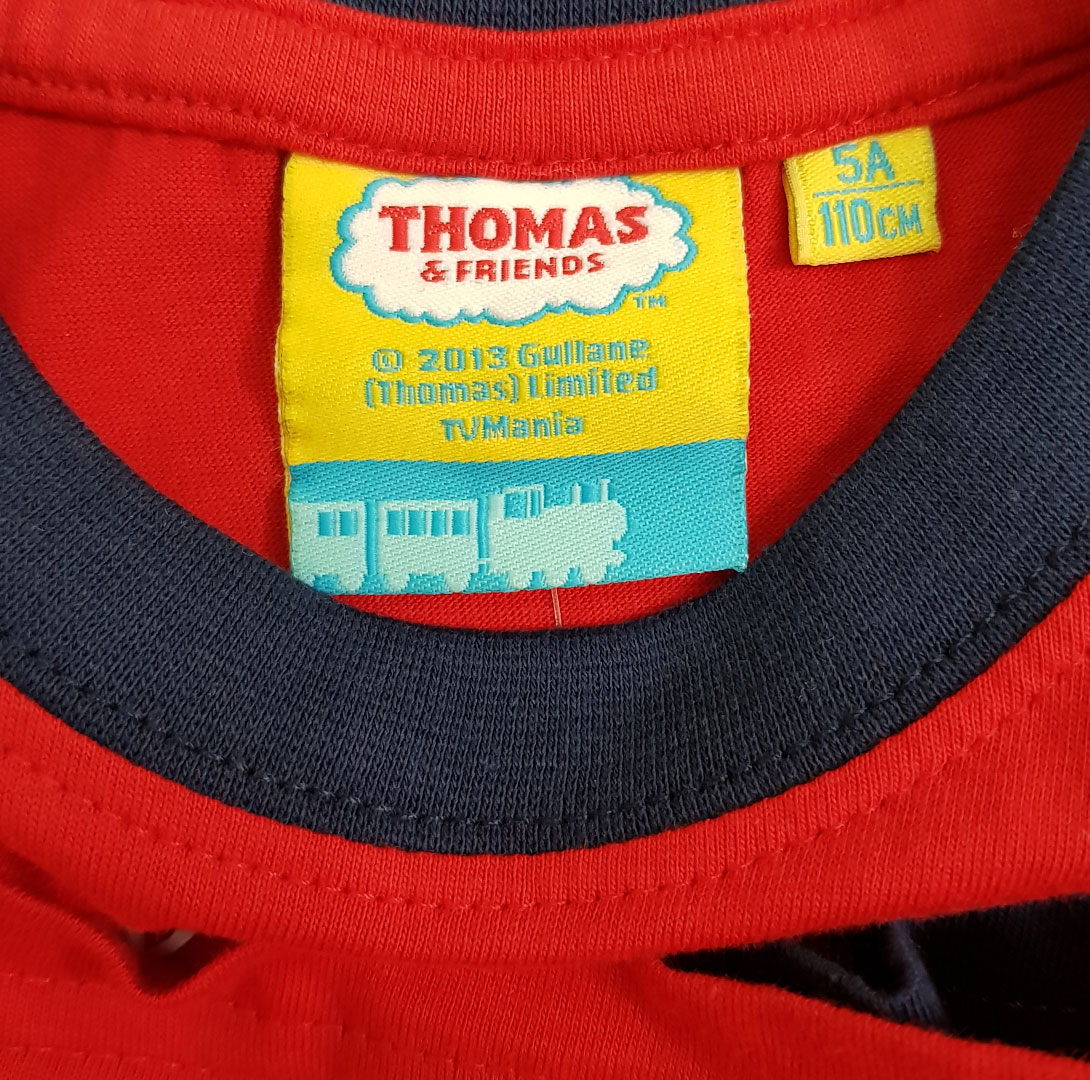 THOMAS
& FRIENDS
TM
© 2013 Gullane
(Thomas) Limited
TVMania
5A
110CM